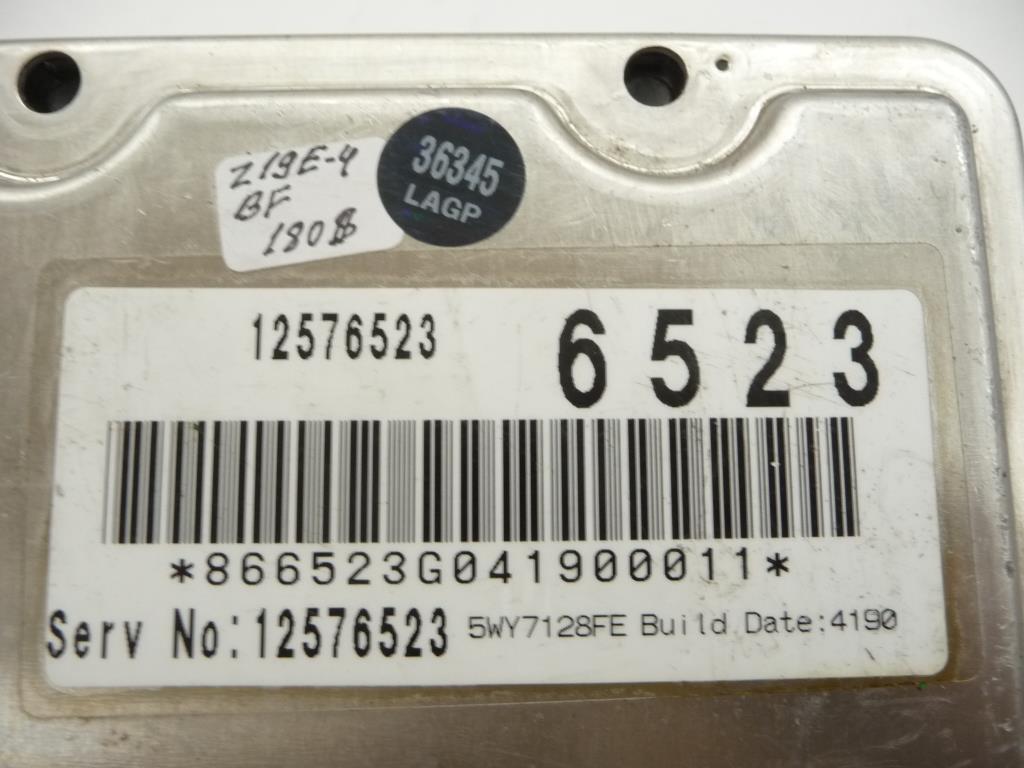 Z19E-4
BF
180$
36345
LAGP
12576523
6523
*866523G041900011*
Serv No:12576523 5WY7128FE Build Date:4190